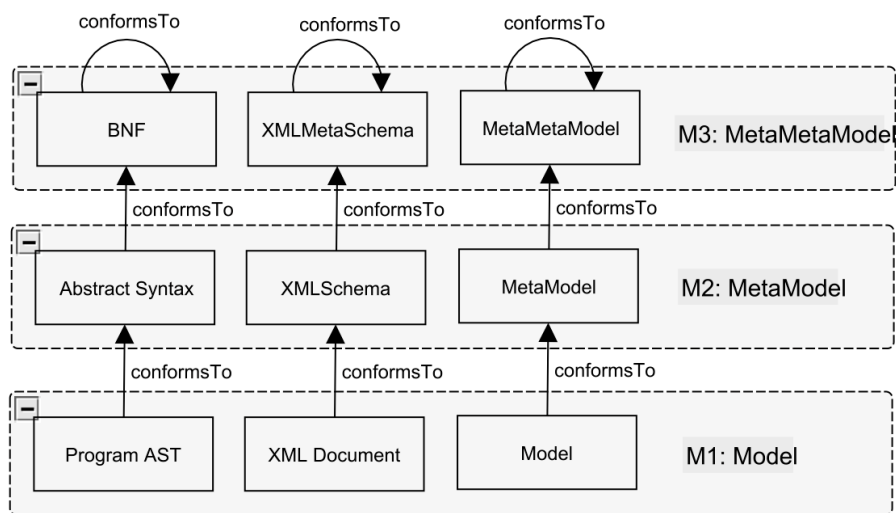 conformsTo conformsTo conformsTo
BNF XMLMetaSchema MetaMetaModel M3: MetaMetaModel
conformsTo conformsTo conformsTo
Abstract Syntax XMLSchema MetaModel M2: MetaModel
conformsTo conformsTo conformsTo
Program AST XML Document Model M1: Model